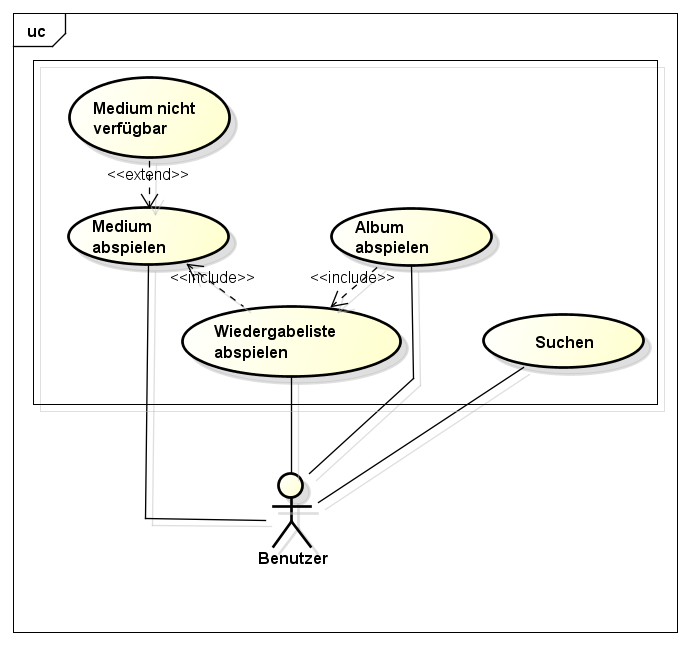 uc
Medium nicht
verfügbar
<<extend>>
Medium
abspielen
Album
abspielen
<<include>>
<<include>>
Wiedergabeliste
abspielen
Suchen
Benutzer